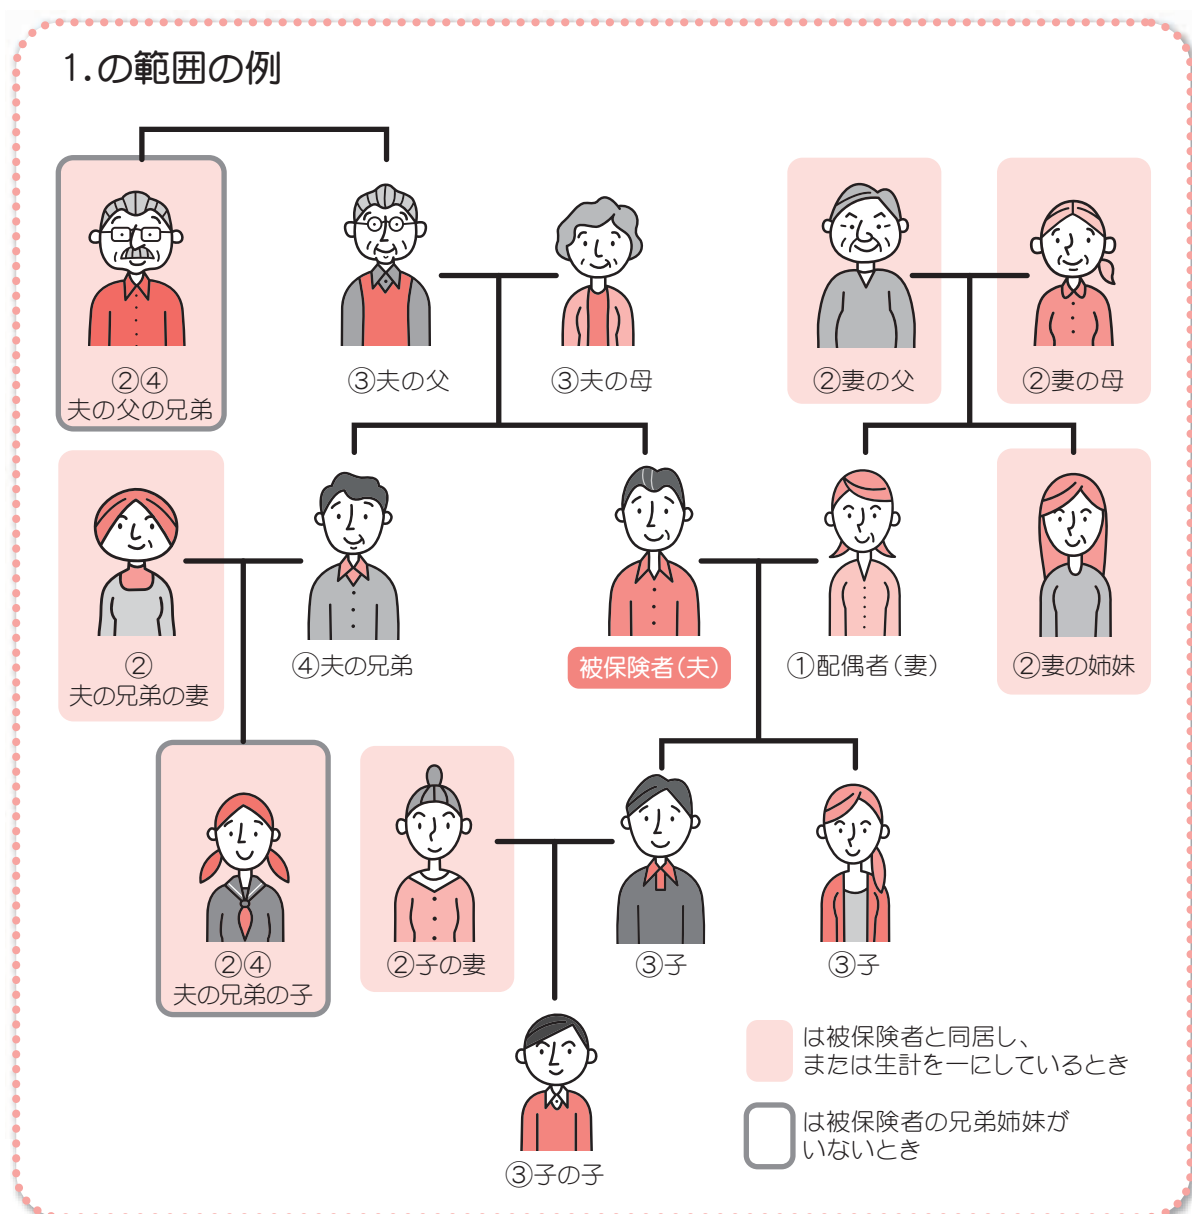 1.の範囲の例
②④
夫の父の兄弟
③夫の父
③夫の母
②妻の父
②妻の母
②
夫の兄弟の妻
④夫の兄弟
被保険者(夫)
①配偶者(妻)
②妻の姉妹
②④
夫の兄弟の子
②子の妻
③子
③子
③子の子
は被保険者と同居し、
または生計を一にしているとき
は被保険者の兄弟姉妹が
いないとき